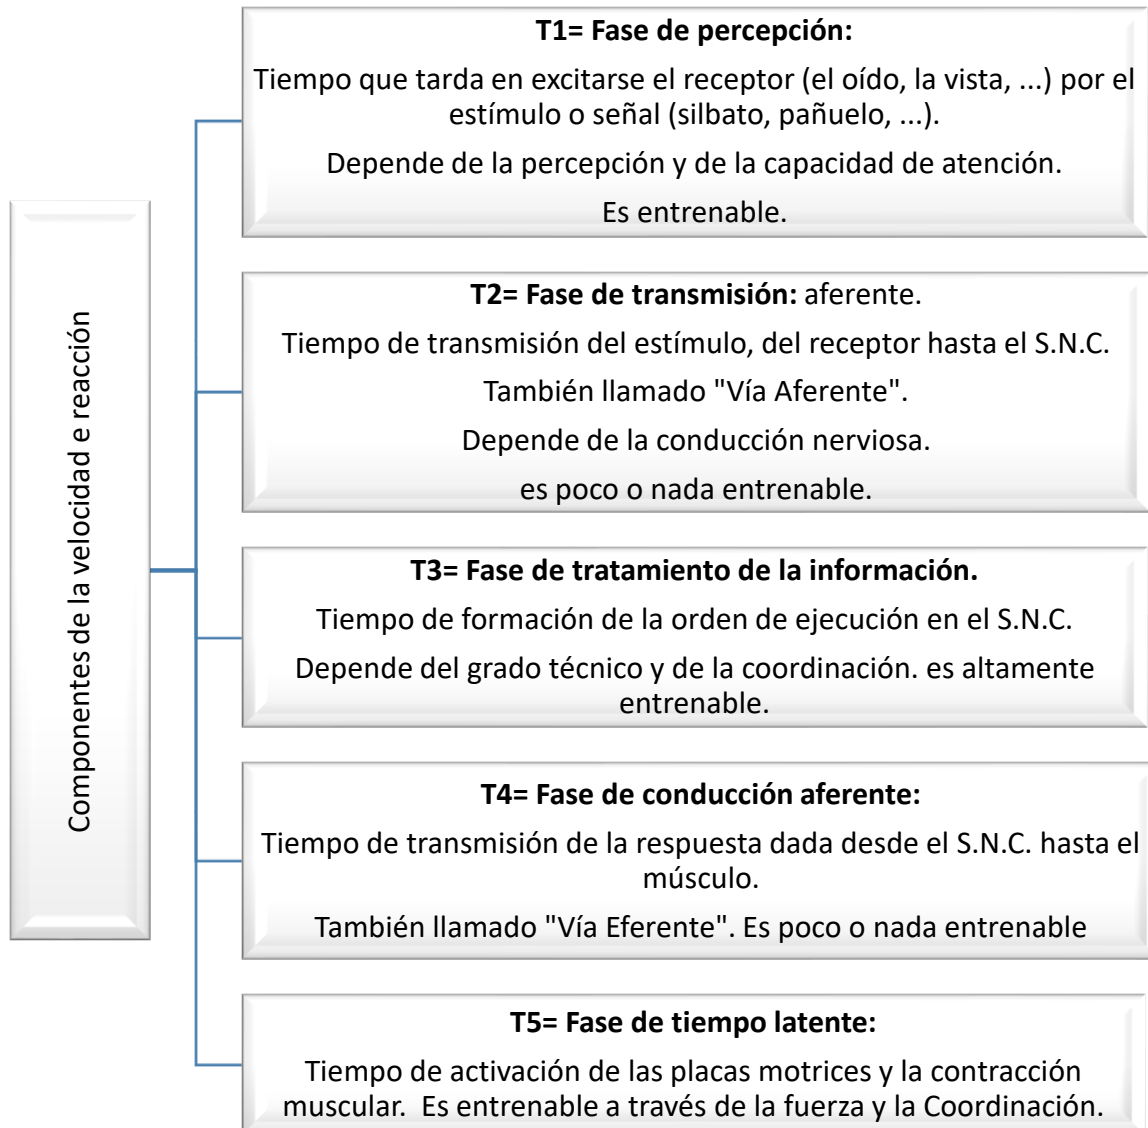 Componentes de la velocidad e reacción
T1= Fase de percepción:
Tiempo que tarda en excitarse el receptor (el oído, la vista, ...) por el
estímulo o señal (silbato, pañuelo, ...).
Depende de la percepción y de la capacidad de atención.
Es entrenable.
T2= Fase de transmisión: aferente.
Tiempo de transmisión del estímulo, del receptor hasta el S.N.C.
También llamado "Vía Aferente".
Depende de la conducción nerviosa.
es poco o nada entrenable.
T3= Fase de tratamiento de la información.
Tiempo de formación de la orden de ejecución en el S.N.C.
Depende del grado técnico y de la coordinación. es altamente
entrenable.
T4= Fase de conducción aferente:
Tiempo de transmisión de la respuesta dada desde el S.N.C. hasta el
músculo.
También llamado "Vía Eferente". Es poco o nada entrenable
T5= Fase de tiempo latente:
Tiempo de activación de las placas motrices y la contracción
muscular.  Es entrenable a través de la fuerza y la Coordinación.